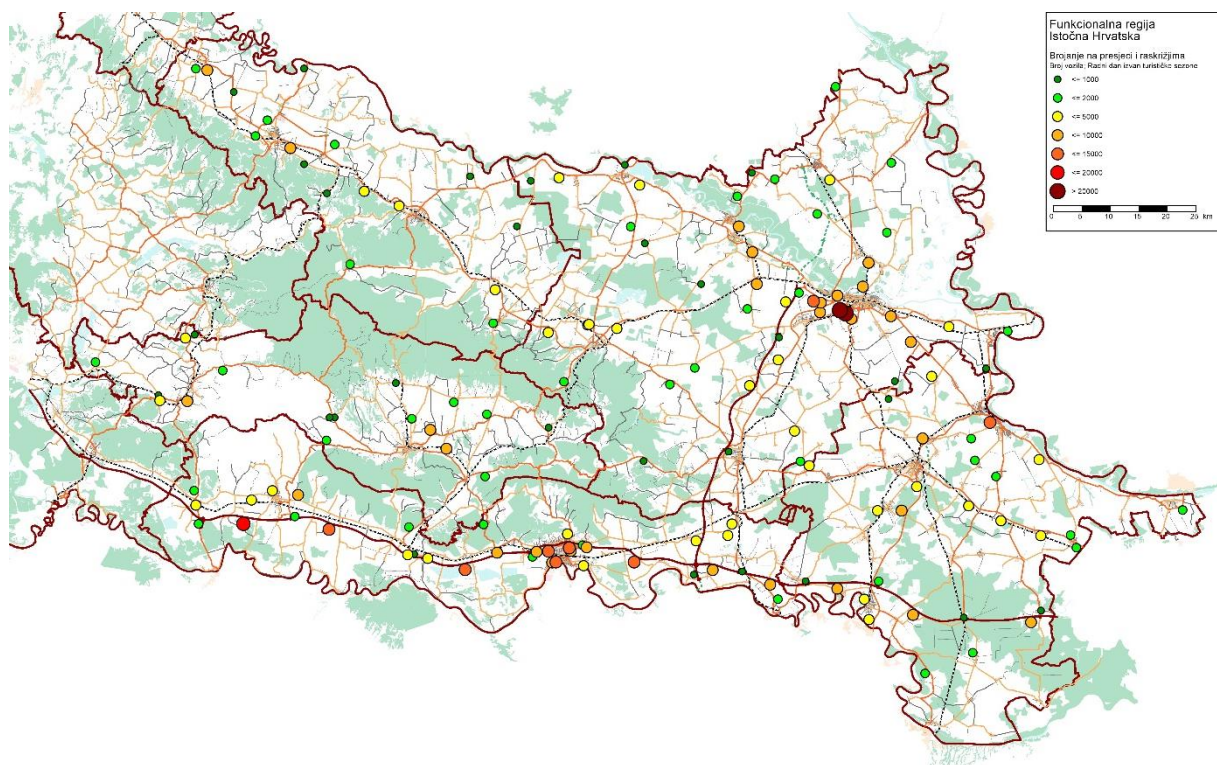 Funkcionalna regija
Istočna Hrvatska
Brojanje na presjeci i raskrižjima
Broj vozila; Radni dan izvan turističke sezone
<= 1000
<= 2000
<= 5000
<= 10000
<= 15000
<= 20000
> 20000
0 5 10 15 20 25 km